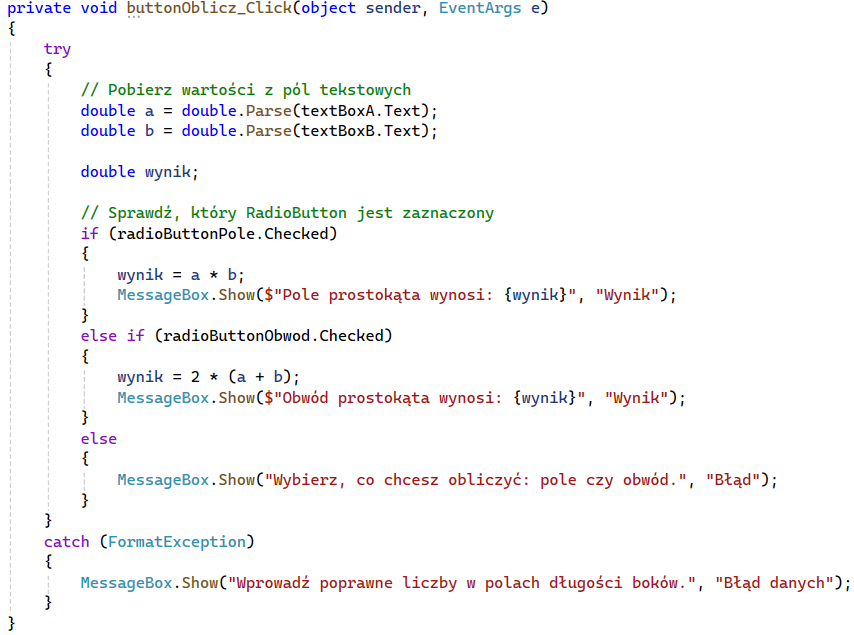 private void buttonOblicz_Click(object sender, EventArgs e)
{
    try
    {
        // Pobierz wartości z pól tekstowych
        double a = double.Parse(textBoxA.Text);
        double b = double.Parse(textBoxB.Text);

        double wynik;

        // Sprawdź, który RadioButton jest zaznaczony
        if (radioButtonPole.Checked)
        {
            wynik = a * b;
            MessageBox.Show($"Pole prostokąta wynosi: {wynik}", "Wynik");
        }
        else if (radioButtonObwod.Checked)
        {
            wynik = 2 * (a + b);
            MessageBox.Show($"Obwód prostokąta wynosi: {wynik}", "Wynik");
        }
        else
        {
            MessageBox.Show("Wybierz, co chcesz obliczyć: pole czy obwód.", "Błąd");
        }
    }
    catch (FormatException)
    {
        MessageBox.Show("Wprowadź poprawne liczby w polach długości boków.", "Błąd danych");
    }
}